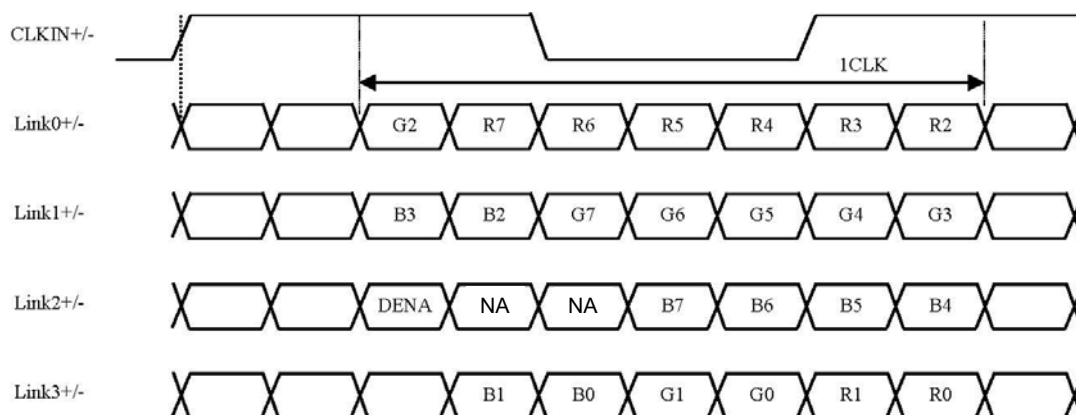 CLKIN+/-
1CLK
Link0+/- G2 R7 R6 R5 R4 R3 R2
Link1+/- B3 B2 G7 G6 G5 G4 G3
Link2+/- DENA NA NA B7 B6 B5 B4
Link3+/- B1 B0 G1 G0 R1 R0